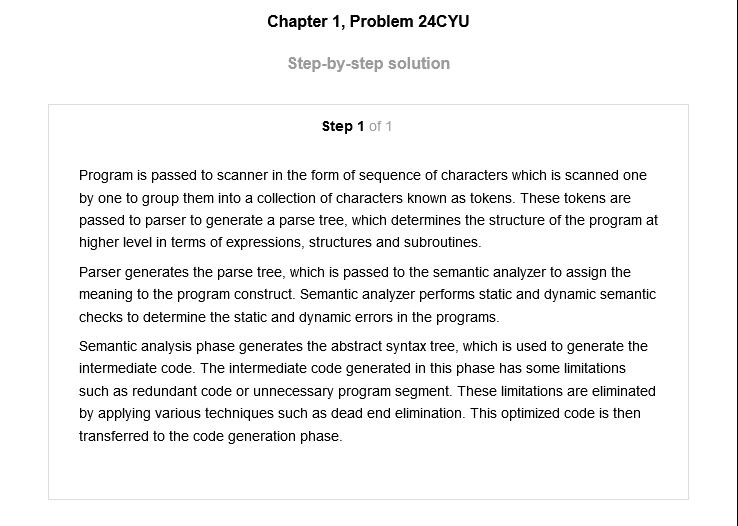 Chapter 1, Problem 24CYU
Step-by-step solution
Step 1 of 1
Program is passed to scanner in the form of sequence of characters which is scanned one
by one to group them into a collection of characters known as tokens. These tokens are
passed to parser to generate a parse tree, which determines the structure of the program at
higher level in terms of expressions, structures and subroutines.
Parser generates the parse tree, which is passed to the semantic analyzer to assign the
meaning to the program construct. Semantic analyzer performs static and dynamic semantic
checks to determine the static and dynamic errors in the programs.
Semantic analysis phase generates the abstract syntax tree, which is used to generate the
intermediate code. The intermediate code generated in this phase has some limitations
such as redundant code or unnecessary program segment. These limitations are eliminated
by applying various techniques such as dead end elimination. This optimized code is then
transferred to the code generation phase.